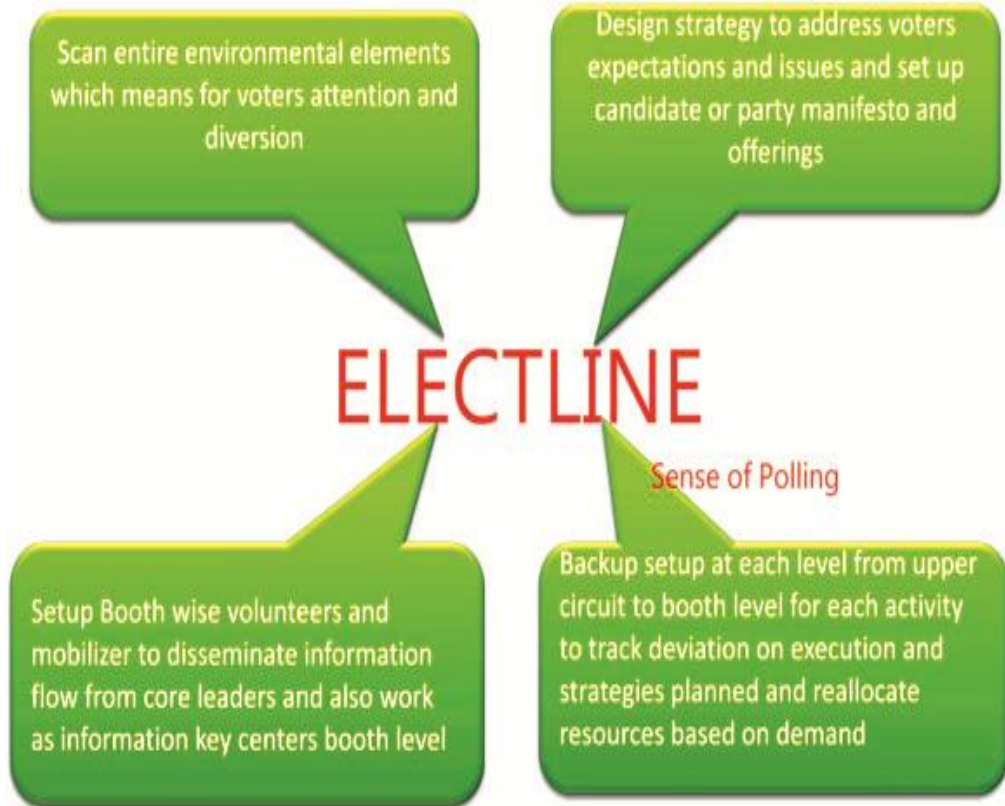 Scan entire environmental elements
which means for voters attention and
diversion
Design strategy to address voters
expectations and issues and set up
candidate or party manifesto and
offerings
ELECTLINE
Sense of Polling
Setup Booth wise volunteers and
mobilizer to disseminate information
flow from core leaders and also work
as information key centers booth level
Backup setup at each level from upper
circuit to booth level for each activity
to track deviation on execution and
strategies planned and reallocate
resources based on demand